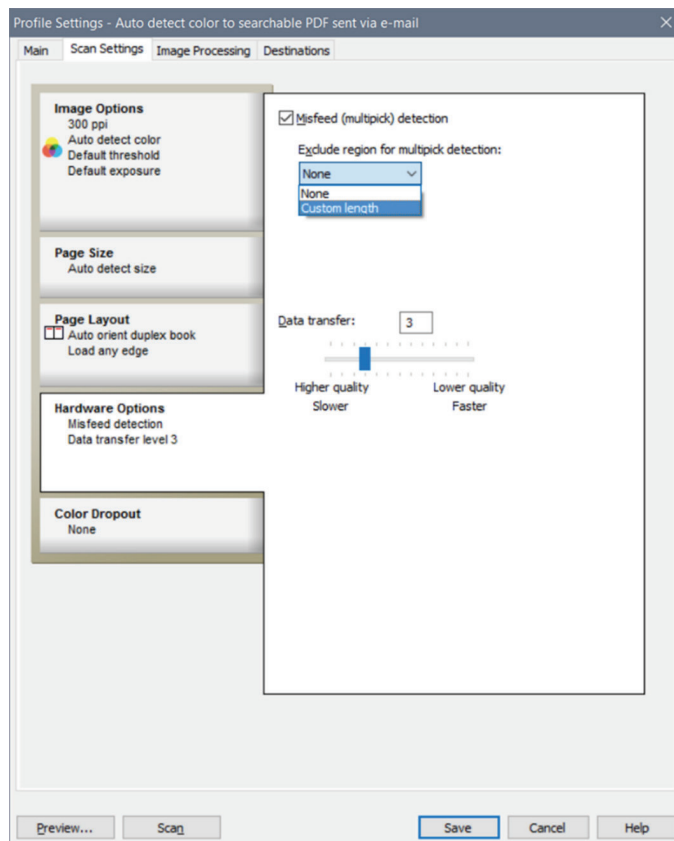 Profile Settings - Auto detect color to searchable PDF sent via e-mail
Main Scan Settings Image Processing Destinations
Image Options
300 ppi
Auto detect color
Default threshold
Default exposure
Page Size
Auto detect size
Page Layout
Auto orient duplex book
Load any edge
Hardware Options
Misfeed detection
Data transfer level 3
Color Dropout
None
Misfeed (multipick) detection
Exclude region for multipick detection:
None
None
Custom length
Data transfer: 3
Higher quality Lower quality
Slower Faster
Preview... Scan Save Cancel Help